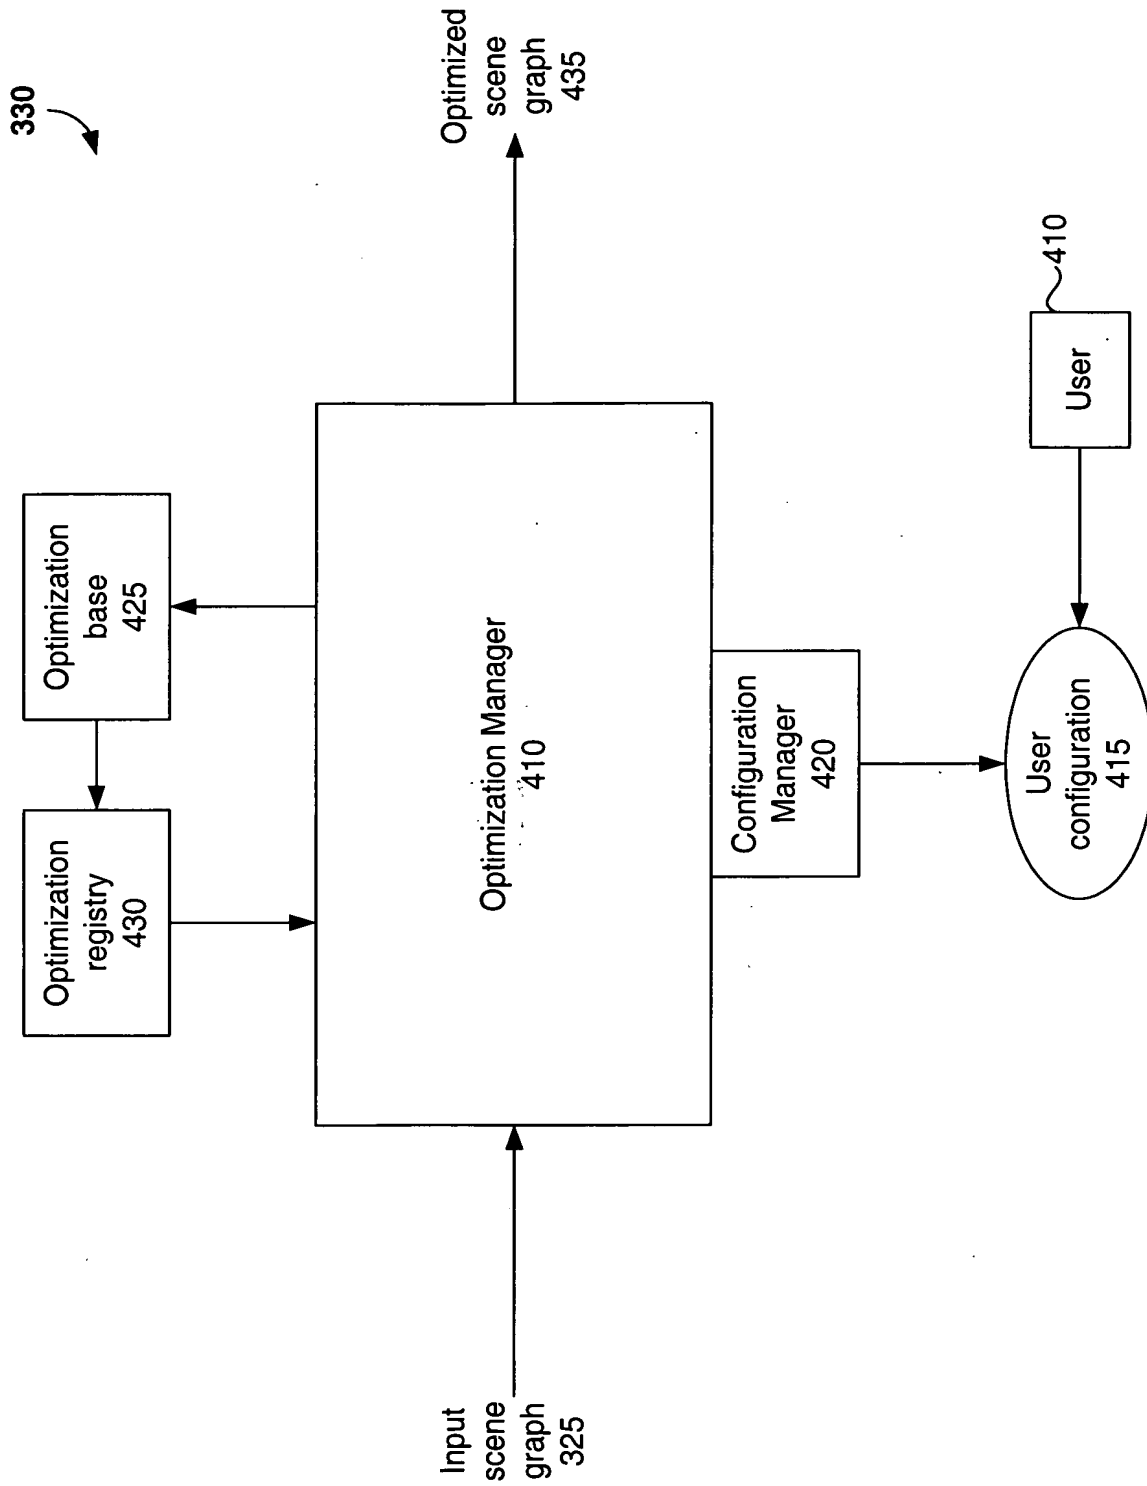 330
Optimization
registry
430
Optimization
base
425
Input
scene
graph
325
Optimization Manager
410
Optimized
scene
graph
435
Configuration
Manager
420
User
configuration
415
User
410